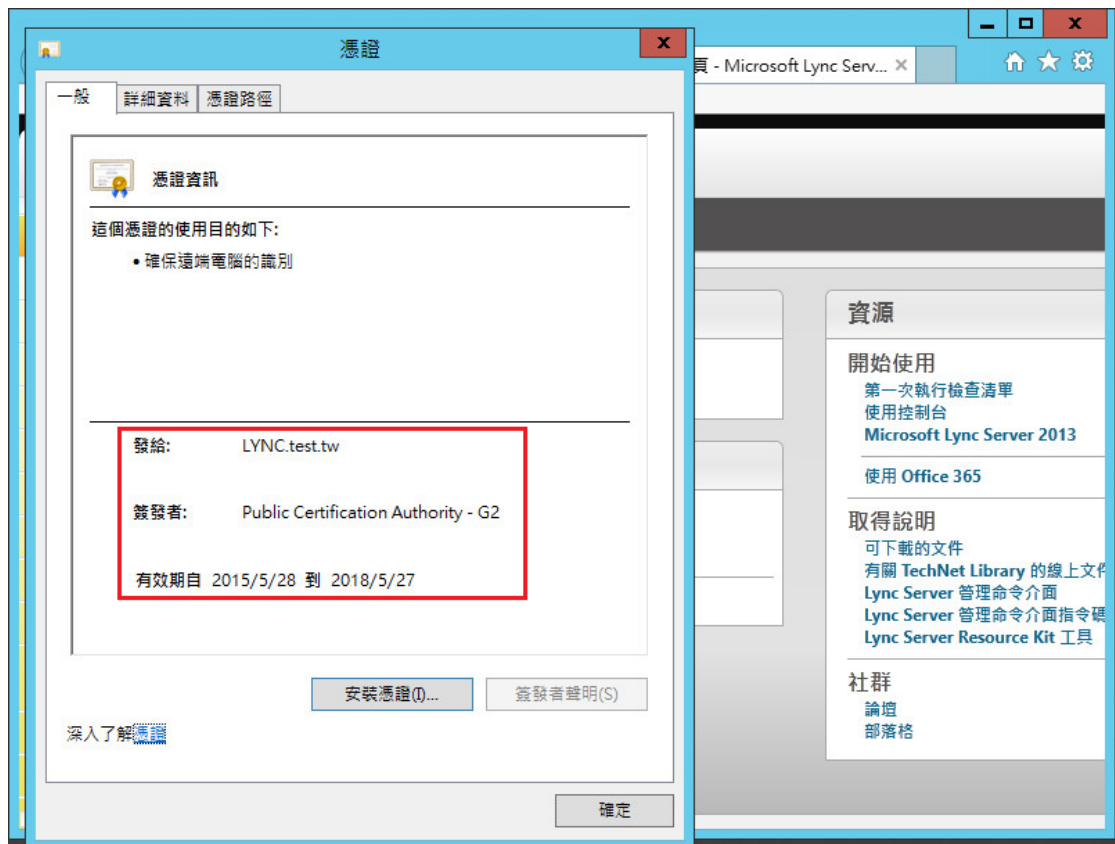 憑證
一般
詳細資料
憑證路徑
憑證資訊
這個憑證的使用目的如下:
• 確保遠端電腦的識別
發給: LYNC.test.tw
簽發者: Public Certification Authority - G2
有效期自 2015/5/28 到 2018/5/27
安裝憑證(I)...
簽發者聲明(S)
深入了解憑證
確定
頁 - Microsoft Lync Serv...
資源
開始使用
第一次執行檢查清單
使用控制台
Microsoft Lync Server 2013
使用 Office 365
取得說明
可下載的文件
有關 TechNet Library 的線上文件
Lync Server 管理命令介面
Lync Server 管理命令介面指令碼
Lync Server Resource Kit 工具
社群
論壇
部落格